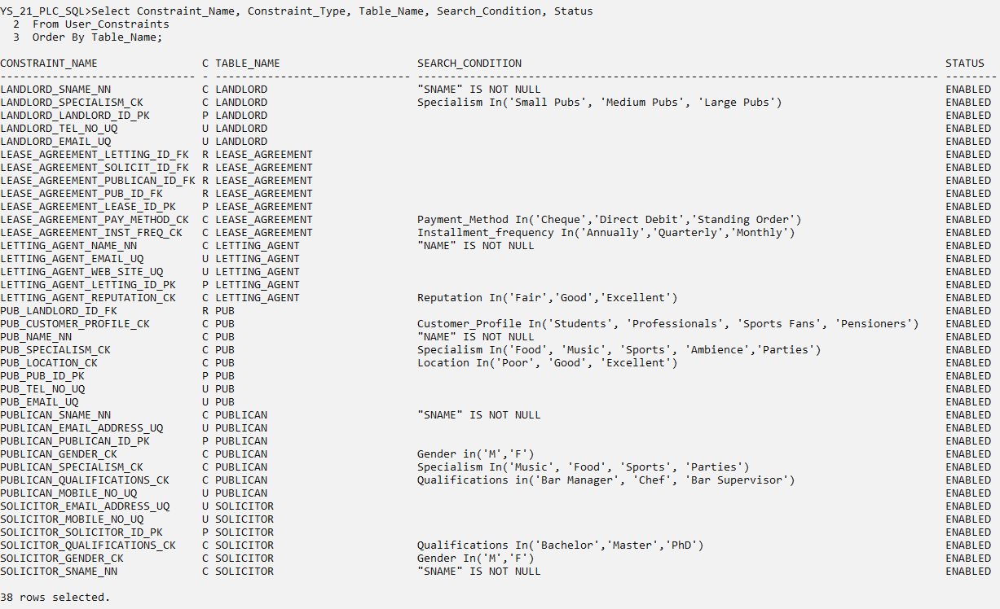 YS_21_PLC_SQL>Select Constraint_Name, Constraint_Type, Table_Name, Search_Condition, Status
  2  From User_Constraints
  3  Order By Table_Name;

CONSTRAINT_NAME                C TABLE_NAME                     SEARCH_CONDITION                                                                 STATUS
------------------------------ - ------------------------------ -------------------------------------------------------------------------------- --------
LANDLORD_SNAME_NN              C LANDLORD                       "SNAME" IS NOT NULL                                                              ENABLED
LANDLORD_SPECIALISM_CK         C LANDLORD                       Specialism In('Small Pubs', 'Medium Pubs', 'Large Pubs')                         ENABLED
LANDLORD_LANDLORD_ID_PK        P LANDLORD                                                                                                        ENABLED
LANDLORD_TEL_NO_UQ             U LANDLORD                                                                                                        ENABLED
LANDLORD_EMAIL_UQ              U LANDLORD                                                                                                        ENABLED
LEASE_AGREEMENT_LETTING_ID_FK  R LEASE_AGREEMENT                                                                                                 ENABLED
LEASE_AGREEMENT_SOLICIT_ID_FK  R LEASE_AGREEMENT                                                                                                 ENABLED
LEASE_AGREEMENT_PUBLICAN_ID_FK R LEASE_AGREEMENT                                                                                                 ENABLED
LEASE_AGREEMENT_PUB_ID_FK      R LEASE_AGREEMENT                                                                                                 ENABLED
LEASE_AGREEMENT_LEASE_ID_PK    P LEASE_AGREEMENT                                                                                                 ENABLED
LEASE_AGREEMENT_PAY_METHOD_CK  C LEASE_AGREEMENT                Payment_Method In('Cheque','Direct Debit','Standing Order')                      ENABLED
LEASE_AGREEMENT_INST_FREQ_CK   C LEASE_AGREEMENT                Installment_frequency In('Annually','Quarterly','Monthly')                       ENABLED
LETTING_AGENT_NAME_NN          C LETTING_AGENT                  "NAME" IS NOT NULL                                                               ENABLED
LETTING_AGENT_EMAIL_UQ         U LETTING_AGENT                                                                                                   ENABLED
LETTING_AGENT_WEB_SITE_UQ      U LETTING_AGENT                                                                                                   ENABLED
LETTING_AGENT_LETTING_ID_PK    P LETTING_AGENT                                                                                                   ENABLED
LETTING_AGENT_REPUTATION_CK    C LETTING_AGENT                  Reputation In('Fair','Good','Excellent')                                         ENABLED
PUB_LANDLORD_ID_FK             R PUB                                                                                                             ENABLED
PUB_CUSTOMER_PROFILE_CK        C PUB                            Customer_Profile In('Students', 'Professionals', 'Sports Fans', 'Pensioners')    ENABLED
PUB_NAME_NN                    C PUB                            "NAME" IS NOT NULL                                                               ENABLED
PUB_SPECIALISM_CK              C PUB                            Specialism In('Food', 'Music', 'Sports', 'Ambience','Parties')                   ENABLED
PUB_LOCATION_CK                C PUB                            Location In('Poor', 'Good', 'Excellent')                                         ENABLED
PUB_PUB_ID_PK                  P PUB                                                                                                             ENABLED
PUB_TEL_NO_UQ                  U PUB                                                                                                             ENABLED
PUB_EMAIL_UQ                   U PUB                                                                                                             ENABLED
PUBLICAN_SNAME_NN              C PUBLICAN                       "SNAME" IS NOT NULL                                                              ENABLED
PUBLICAN_EMAIL_ADDRESS_UQ      U PUBLICAN                                                                                                        ENABLED
PUBLICAN_PUBLICAN_ID_PK        P PUBLICAN                                                                                                        ENABLED
PUBLICAN_GENDER_CK             C PUBLICAN                       Gender in('M','F')                                                               ENABLED
PUBLICAN_SPECIALISM_CK         C PUBLICAN                       Specialism In('Music', 'Food', 'Sports', 'Parties')                              ENABLED
PUBLICAN_QUALIFICATIONS_CK     C PUBLICAN                       Qualifications in('Bar Manager', 'Chef', 'Bar Supervisor')                       ENABLED
PUBLICAN_MOBILE_NO_UQ          U PUBLICAN                                                                                                        ENABLED
SOLICITOR_EMAIL_ADDRESS_UQ     U SOLICITOR                                                                                                       ENABLED
SOLICITOR_MOBILE_NO_UQ         U SOLICITOR                                                                                                       ENABLED
SOLICITOR_SOLICITOR_ID_PK      P SOLICITOR                                                                                                       ENABLED
SOLICITOR_QUALIFICATIONS_CK    C SOLICITOR                      Qualifications In('Bachelor','Master','PhD')                                     ENABLED
SOLICITOR_GENDER_CK            C SOLICITOR                      Gender In('M','F')                                                               ENABLED
SOLICITOR_SNAME_NN             C SOLICITOR                      "SNAME" IS NOT NULL                                                              ENABLED

38 rows selected.